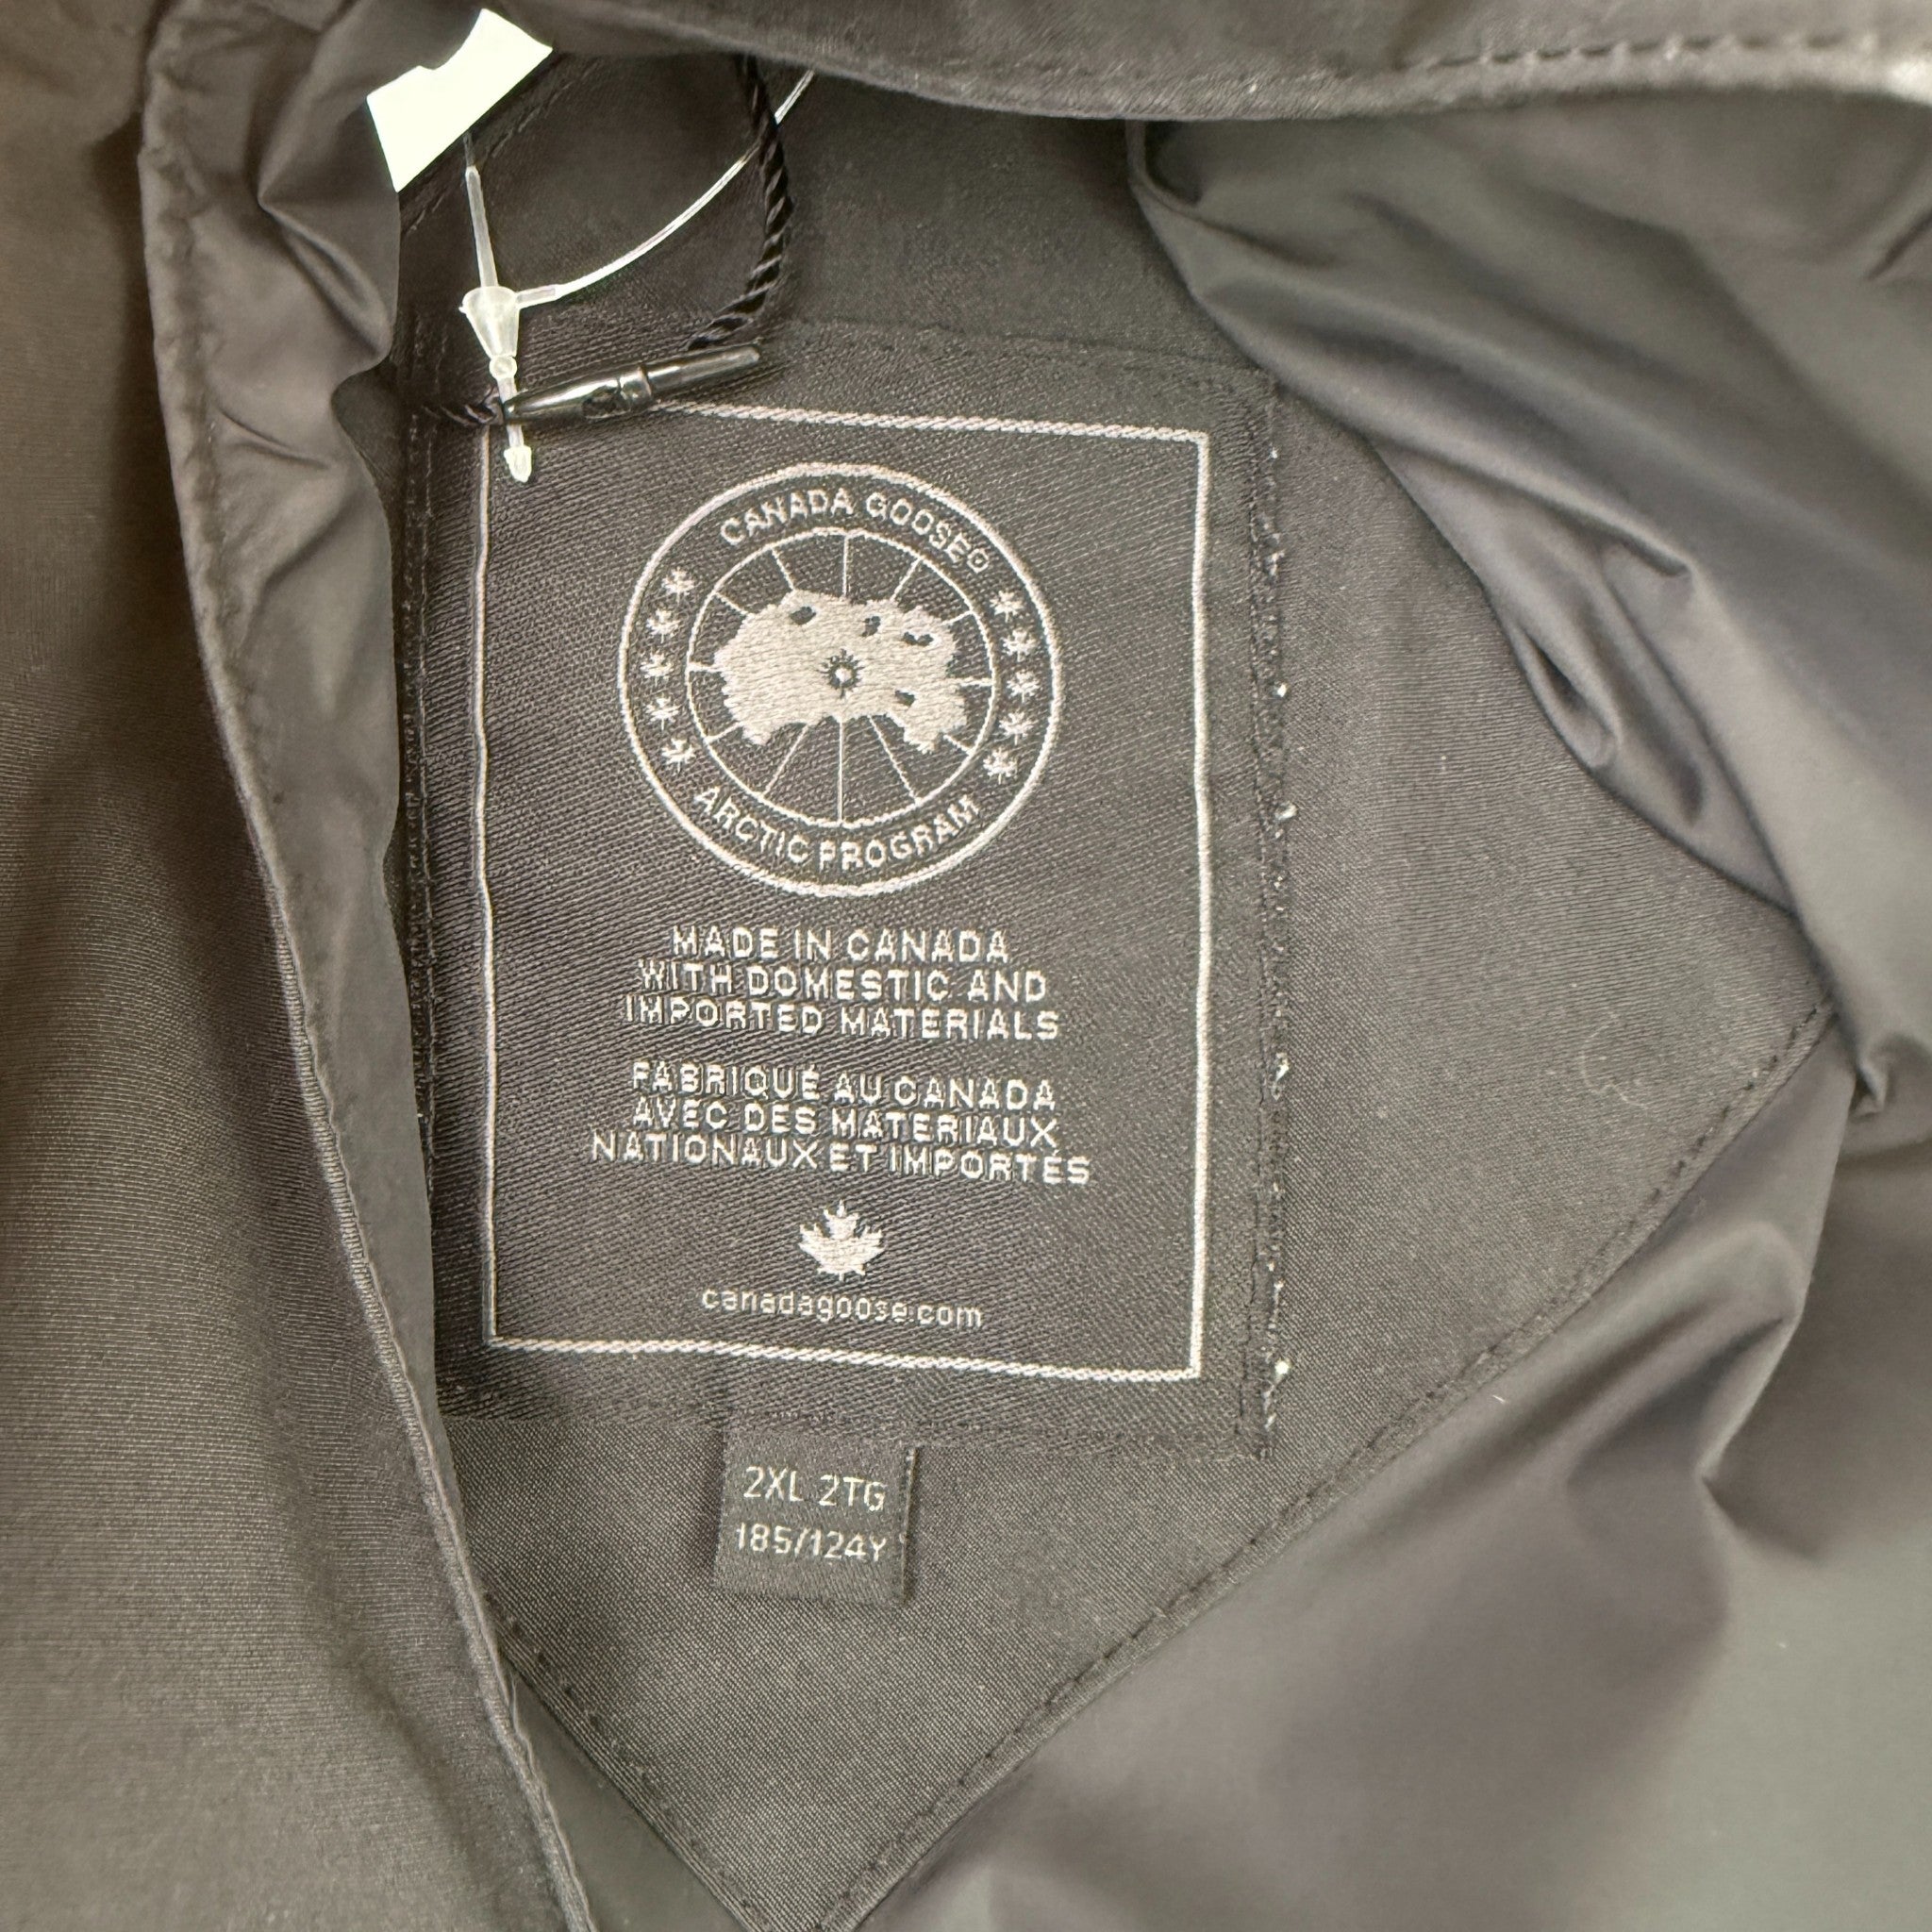 CANADA GOOSE®
ARCTIC PROGRAM
MADE IN CANADA
WITH DOMESTIC AND
IMPORTED MATERIALS
FABRIQUÉ AU CANADA
AVEC DES MATERIAUX
NATIONAUX ET IMPORTÉS
canadagoose.com
2XL 2TG
185/124Y